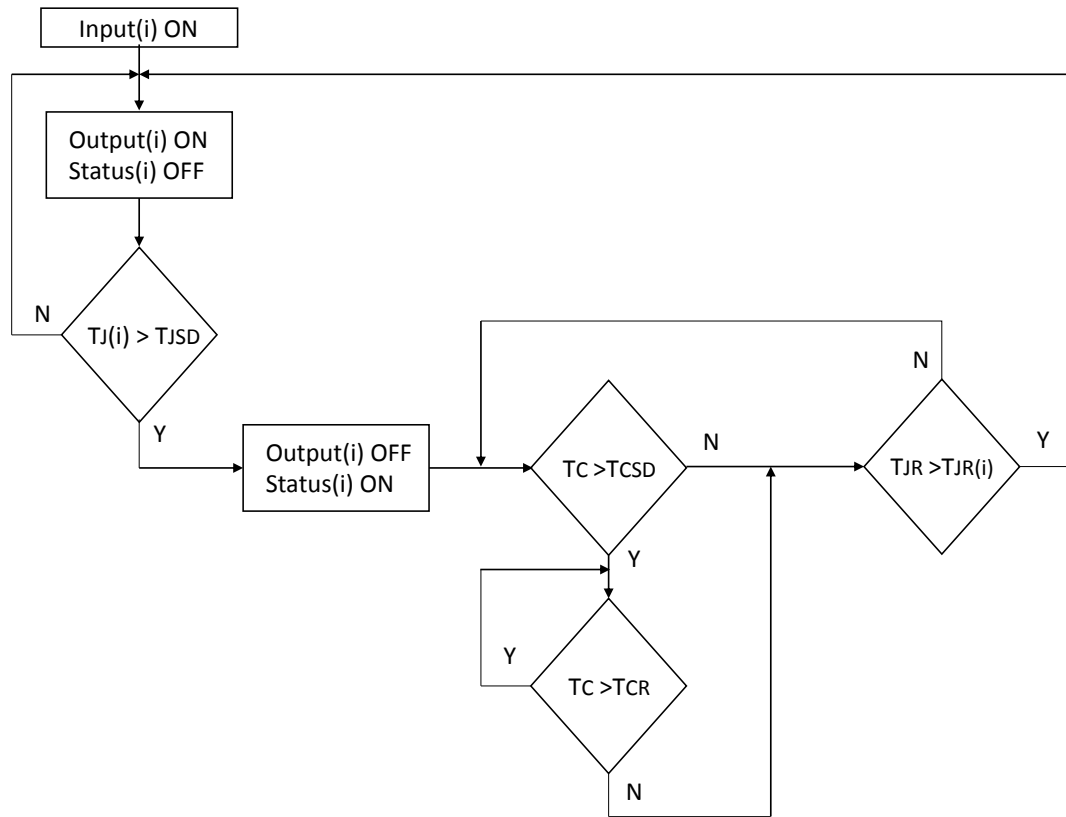 Input(i) ON
Output(i) ON
Status(i) OFF
N
TJ(i) > TJSD
Y
Output(i) OFF
Status(i) ON
TC >TCSD
N
Y
TC >TCR
Y
N
N
TJR >TJR(i)
Y